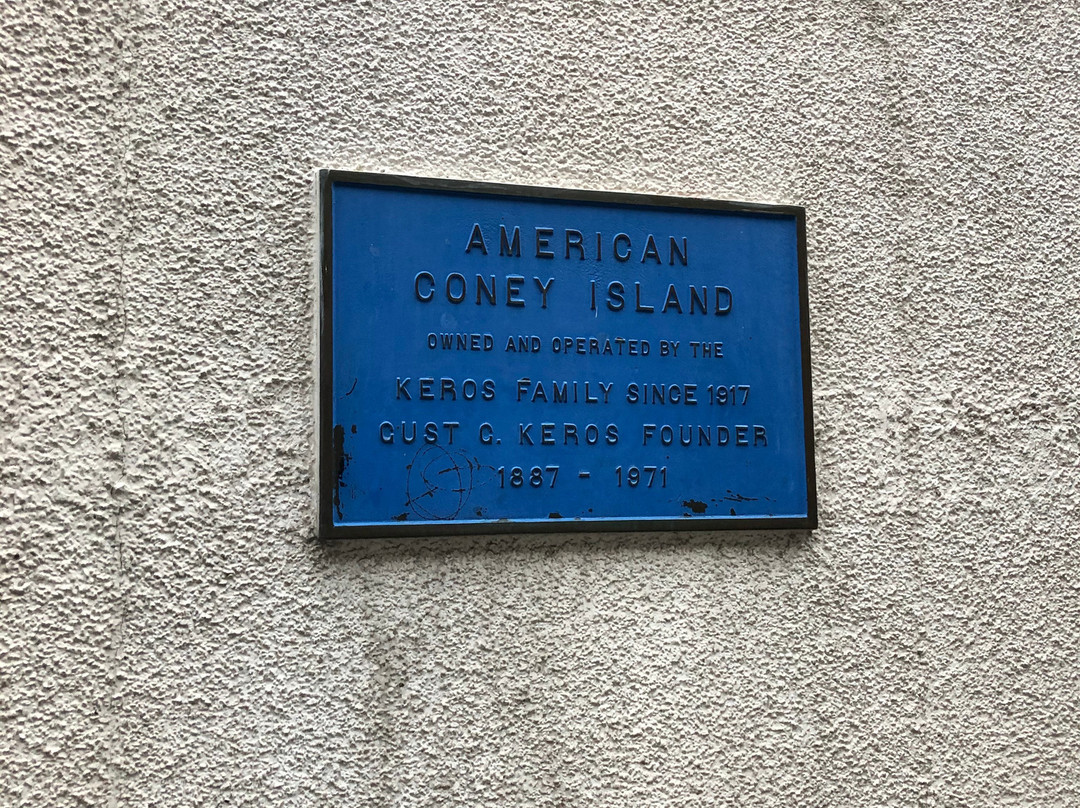 AMERICAN
CONEY ISLAND
OWNED AND OPERATED BY THE
KEROS FAMILY SINCE 1917
GUST G. KEROS FOUNDER
1887 - 1971